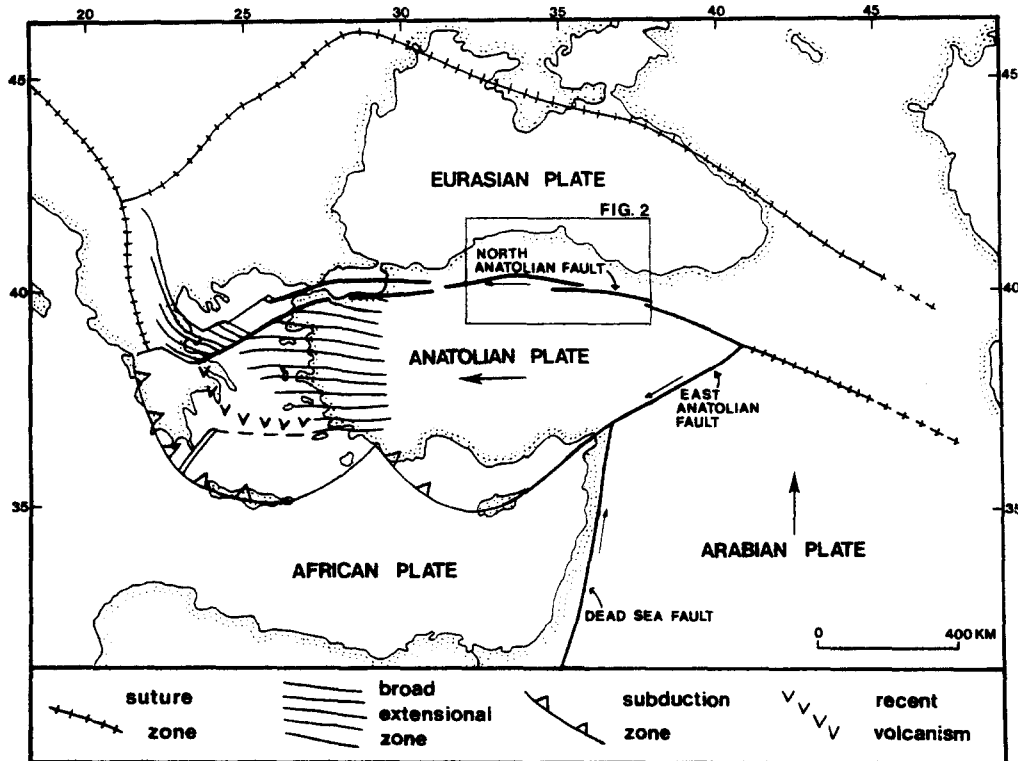 20 25 30 35 40 45
45 45
EURASIAN PLATE
FIG. 2
NORTH
ANATOLIAN FAULT
40 40
ANATOLIAN PLATE
EAST
ANATOLIAN
FAULT
35 35
ARABIAN PLATE
AFRICAN PLATE
DEAD SEA FAULT
0 400 KM
suture
zone
broad
extensional
zone
subduction
zone
recent
volcanism